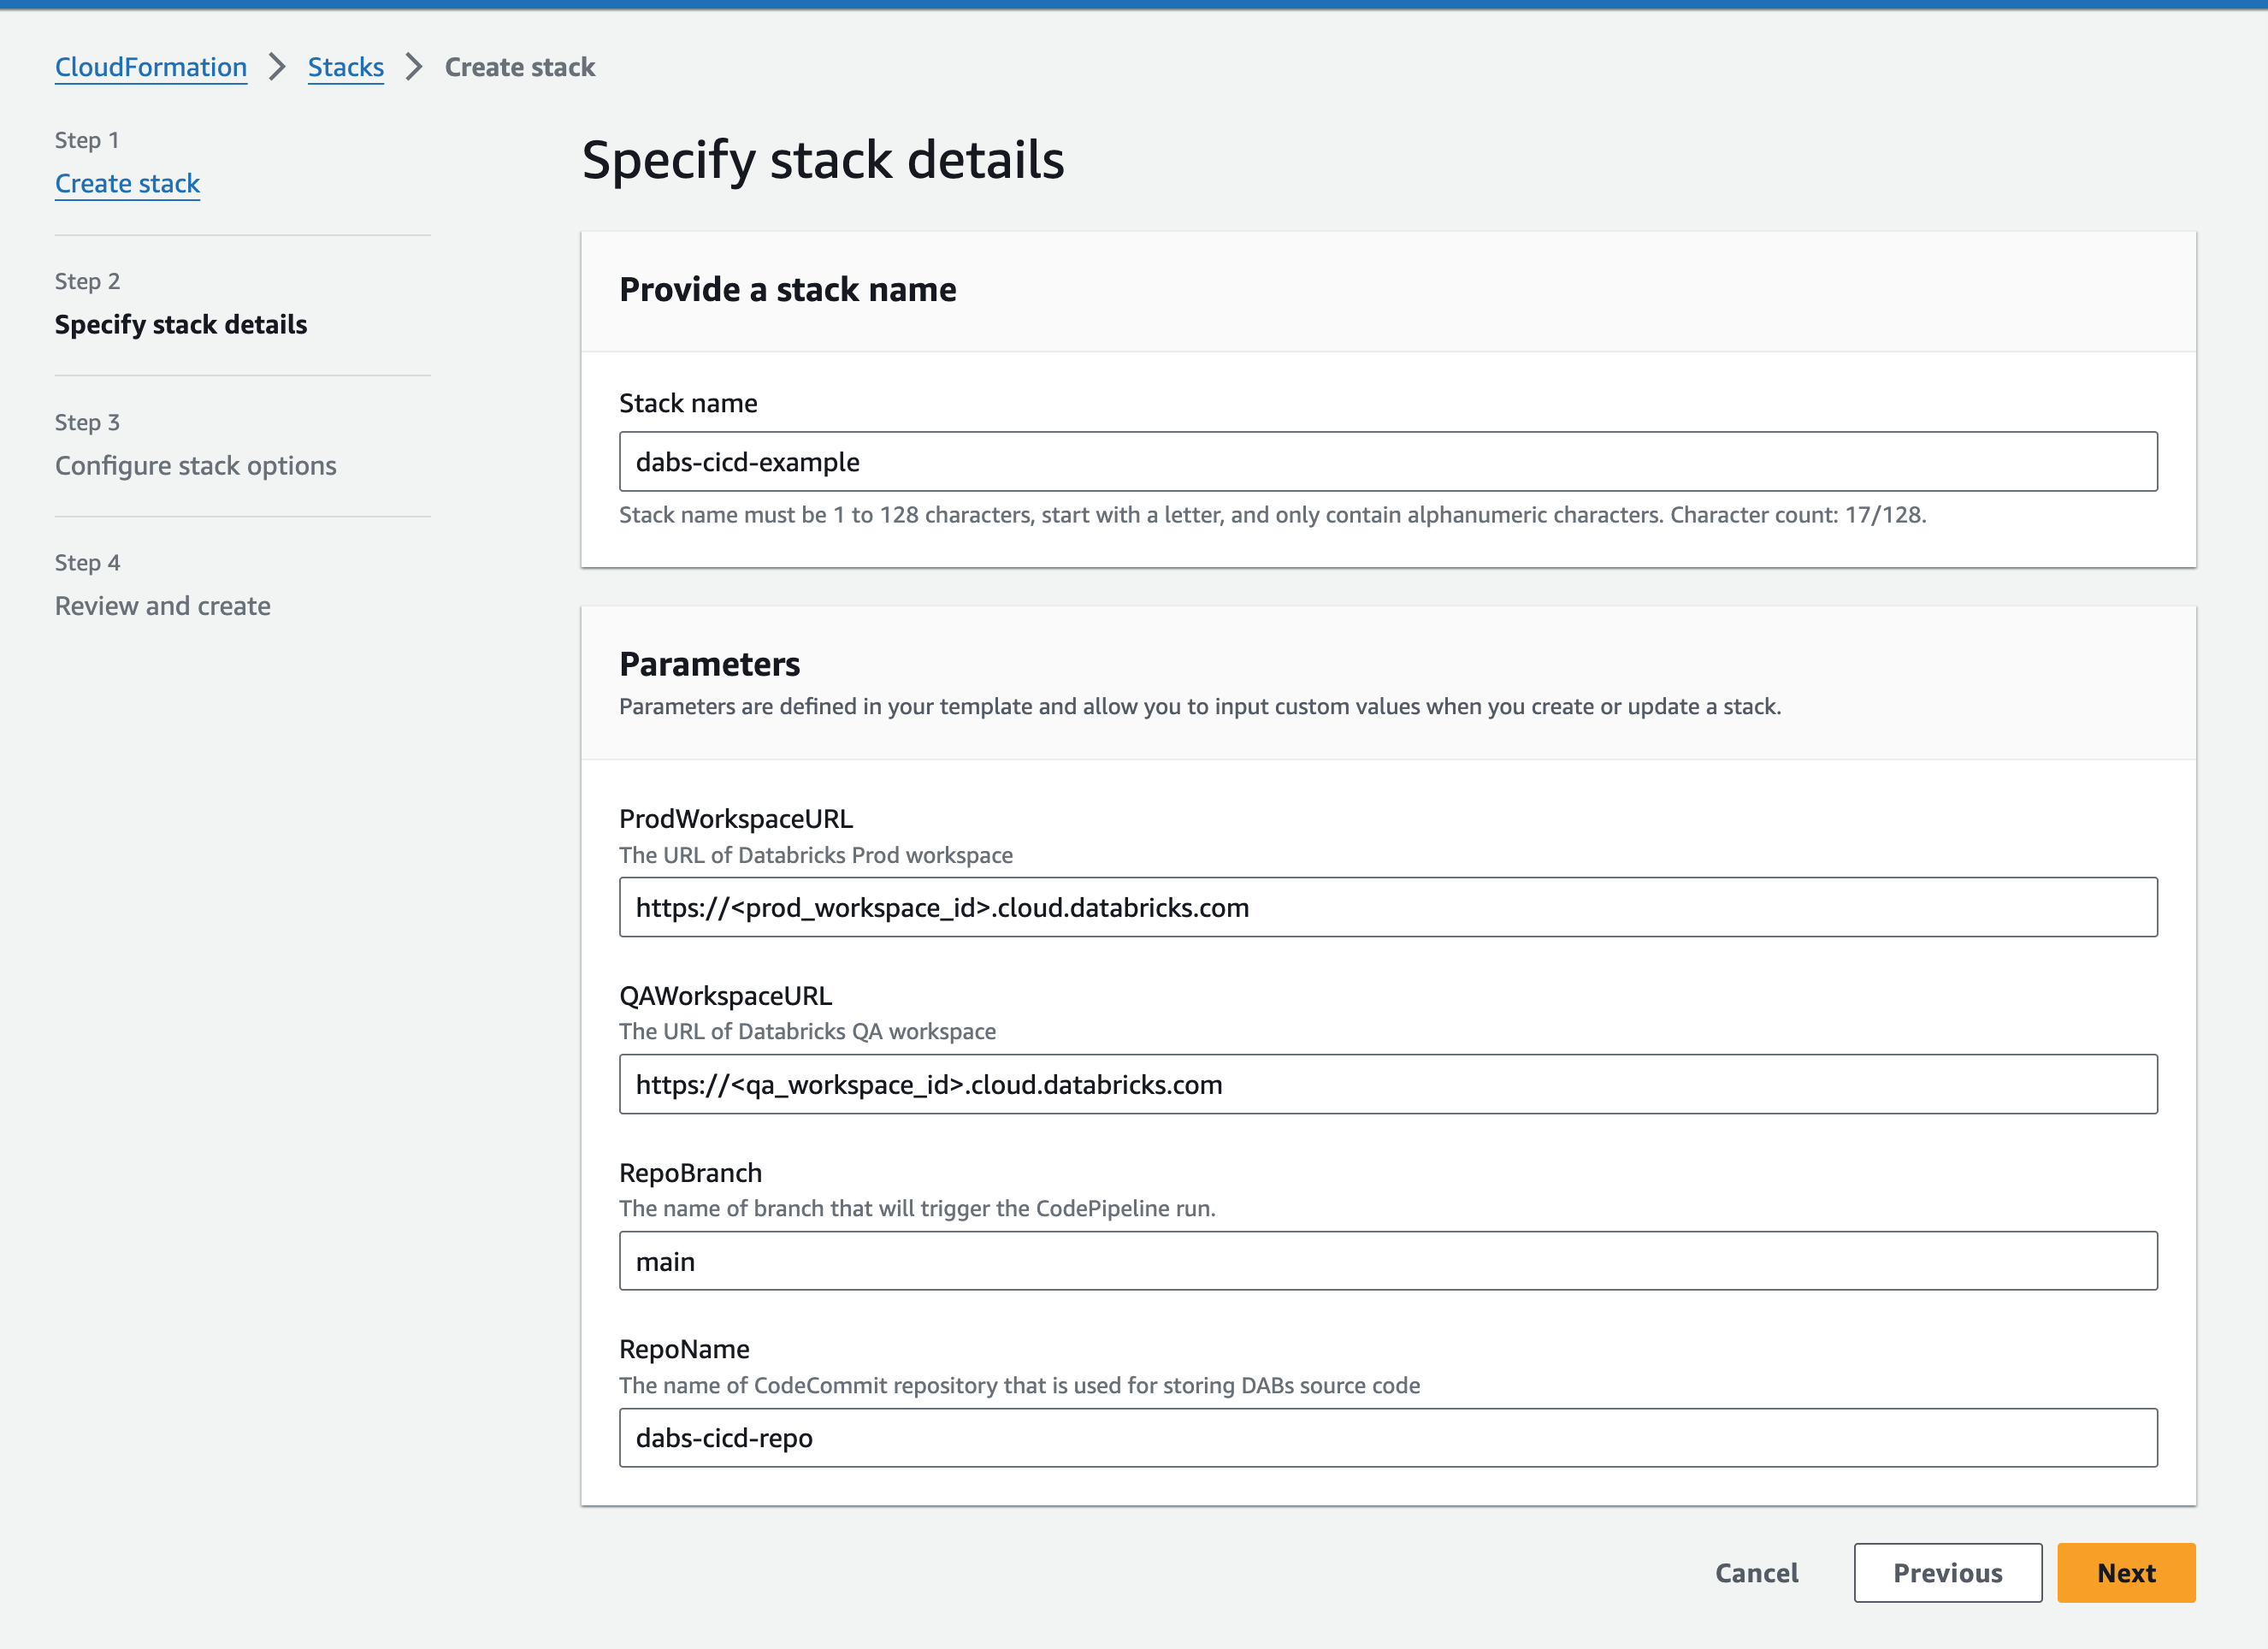 CloudFormation > Stacks > Create stack
Step 1
Create stack
Step 2
Specify stack details
Step 3
Configure stack options
Step 4
Review and create
Specify stack details
Provide a stack name
Stack name
dabs-cicd-example
Stack name must be 1 to 128 characters, start with a letter, and only contain alphanumeric characters. Character count: 17/128.
Parameters
Parameters are defined in your template and allow you to input custom values when you create or update a stack.
ProdWorkspaceURL
The URL of Databricks Prod workspace
https://<prod_workspace_id>.cloud.databricks.com
QAWorkspaceURL
The URL of Databricks QA workspace
https://<qa_workspace_id>.cloud.databricks.com
RepoBranch
The name of branch that will trigger the CodePipeline run.
main
RepoName
The name of CodeCommit repository that is used for storing DABs source code
dabs-cicd-repo
Cancel
Previous
Next